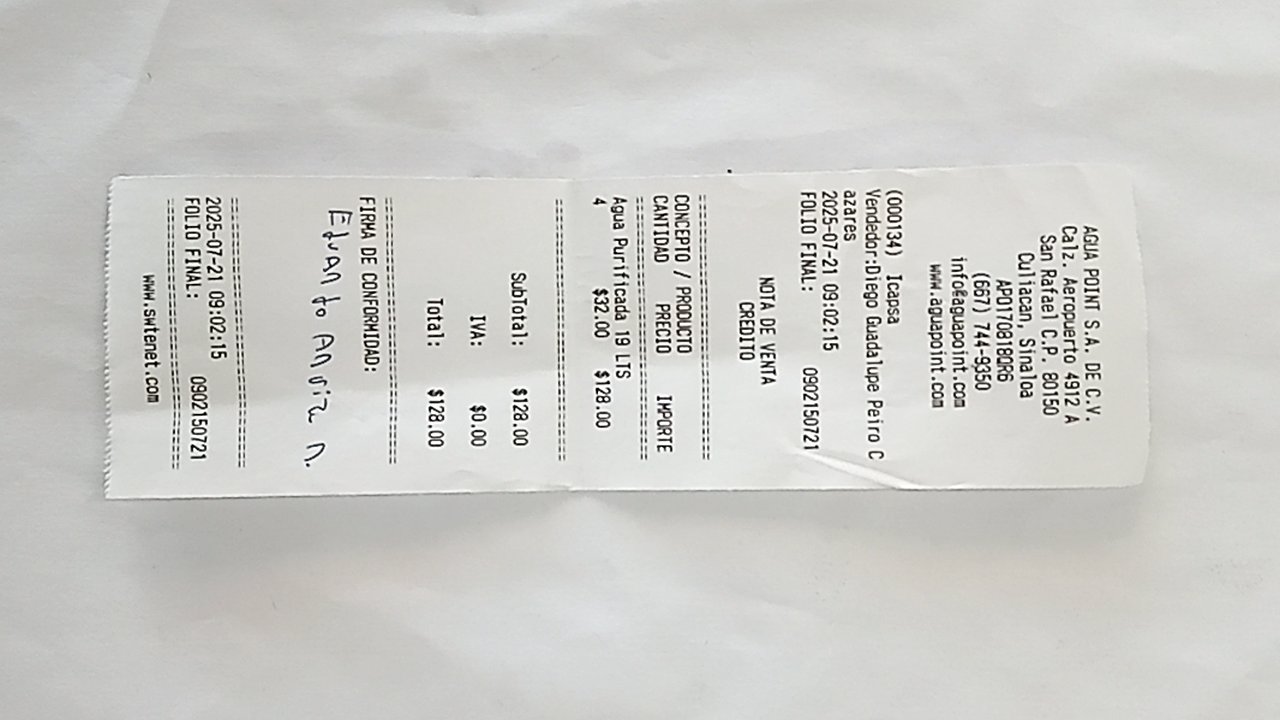 AGUA POINT S.A. DE C.V.
Calz. Aeropuerto 4912 A
San Rafael C.P. 80150
Culiacan, Sinaloa
APO170818QR6
(667) 744-9350
info@aguapoint.com
www.aguapoint.com
(000134) Icapsa
Vendedor:Diego Guadalupe Peiro C
azares
2025-07-21 09:02:15
FOLIO FINAL: 0902150721
NOTA DE VENTA
CREDITO
================================
CONCEPTO / PRODUCTO
CANTIDAD PRECIO IMPORTE
================================
Agua Purificada 19 LTS
4 $32.00 $128.00
================================
SubTotal: $128.00
IVA: $0.00
Total: $128.00
================================
FIRMA DE CONFORMIDAD:
================================
2025-07-21 09:02:15
FOLIO FINAL: 0902150721
================================
www.swtenet.com